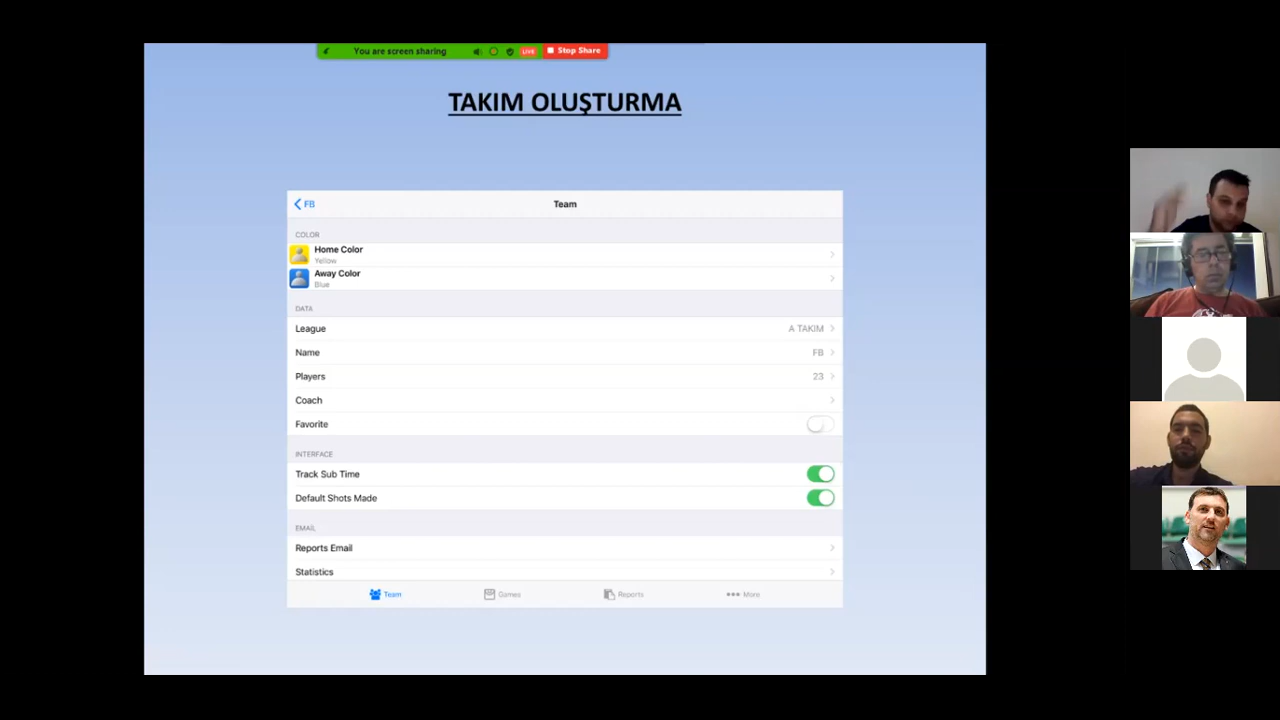 You are screen sharing
LIVE
Stop Share
TAKIM OLUŞTURMA
FB
Team
COLOR
Home Color
Yellow
Away Color
Blue
DATA
League A TAKIM
Name FB
Players 23
Coach
Favorite
INTERFACE
Track Sub Time
Default Shots Made
EMAIL
Reports Email
Statistics
Team Games Reports More